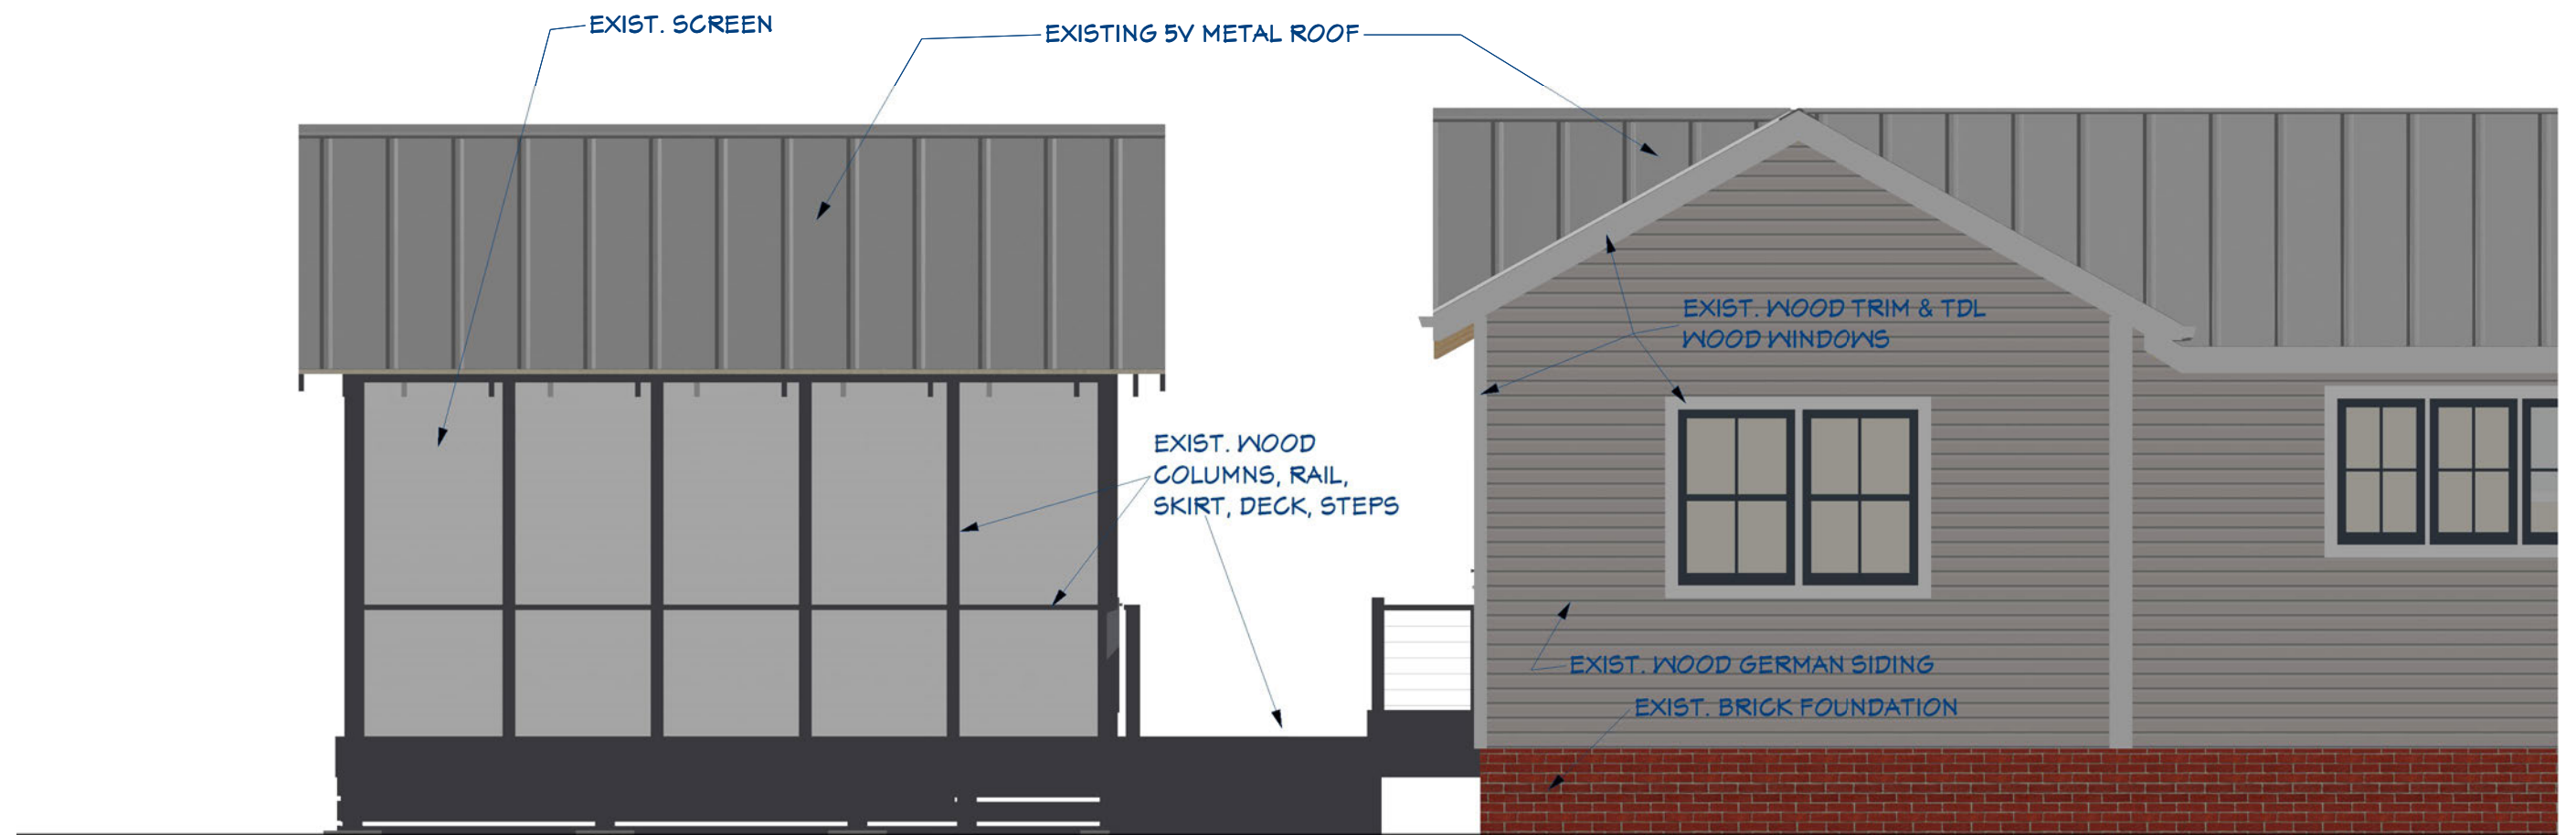 EXIST. SCREEN
EXISTING 5V METAL ROOF
EXIST. WOOD TRIM & TDL
WOOD WINDOWS
EXIST. WOOD
COLUMNS, RAIL,
SKIRT, DECK, STEPS
EXIST. WOOD GERMAN SIDING
EXIST. BRICK FOUNDATION